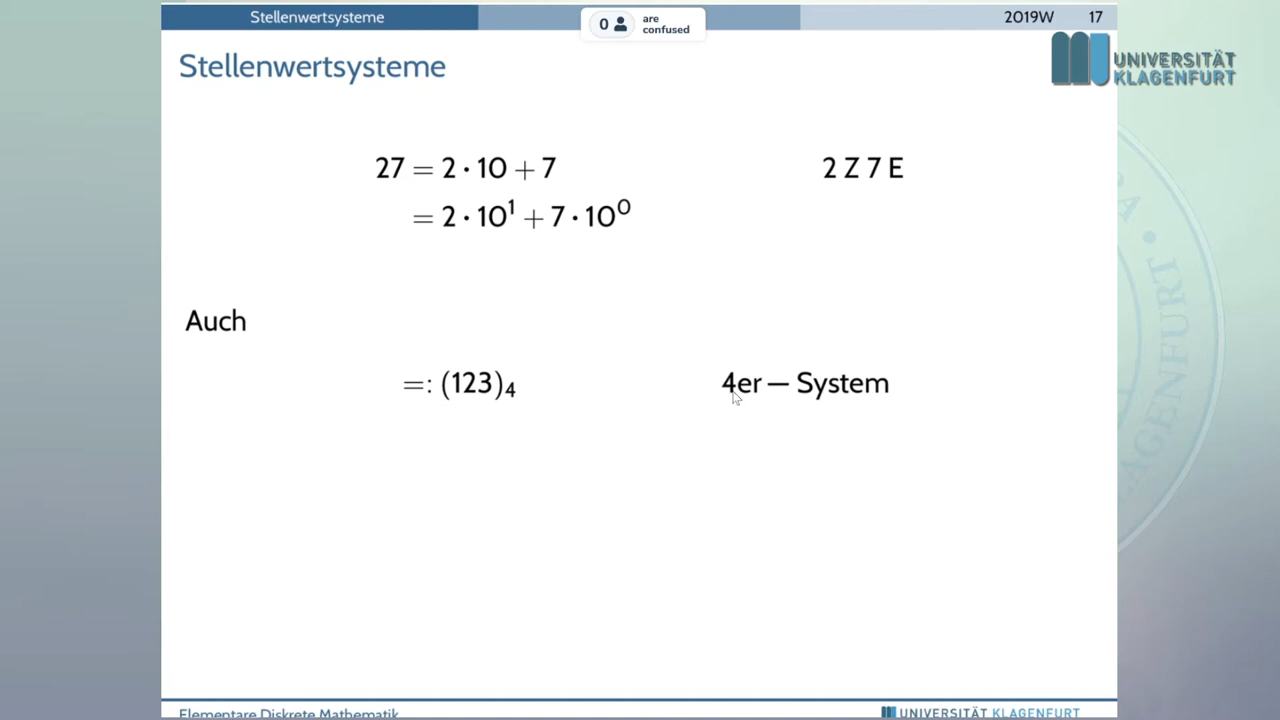 Stellenwertsysteme
0 are confused
2019W 17
Stellenwertsysteme
UNIVERSITÄT
KLAGENFURT
27 = 2 · 10 + 7
2 Z 7 E
= 2 · 10¹ + 7 · 10⁰
Auch
=: (123)₄
4er — System
Elementare Diskrete Mathematik
UNIVERSITÄT KLAGENFURT